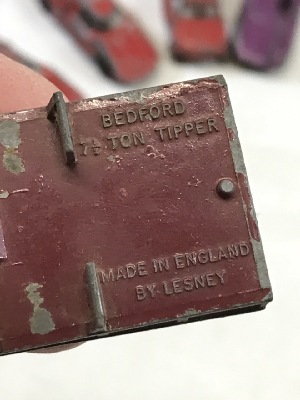 BEDFORD
7½ TON TIPPER
MADE IN ENGLAND
BY LESNEY